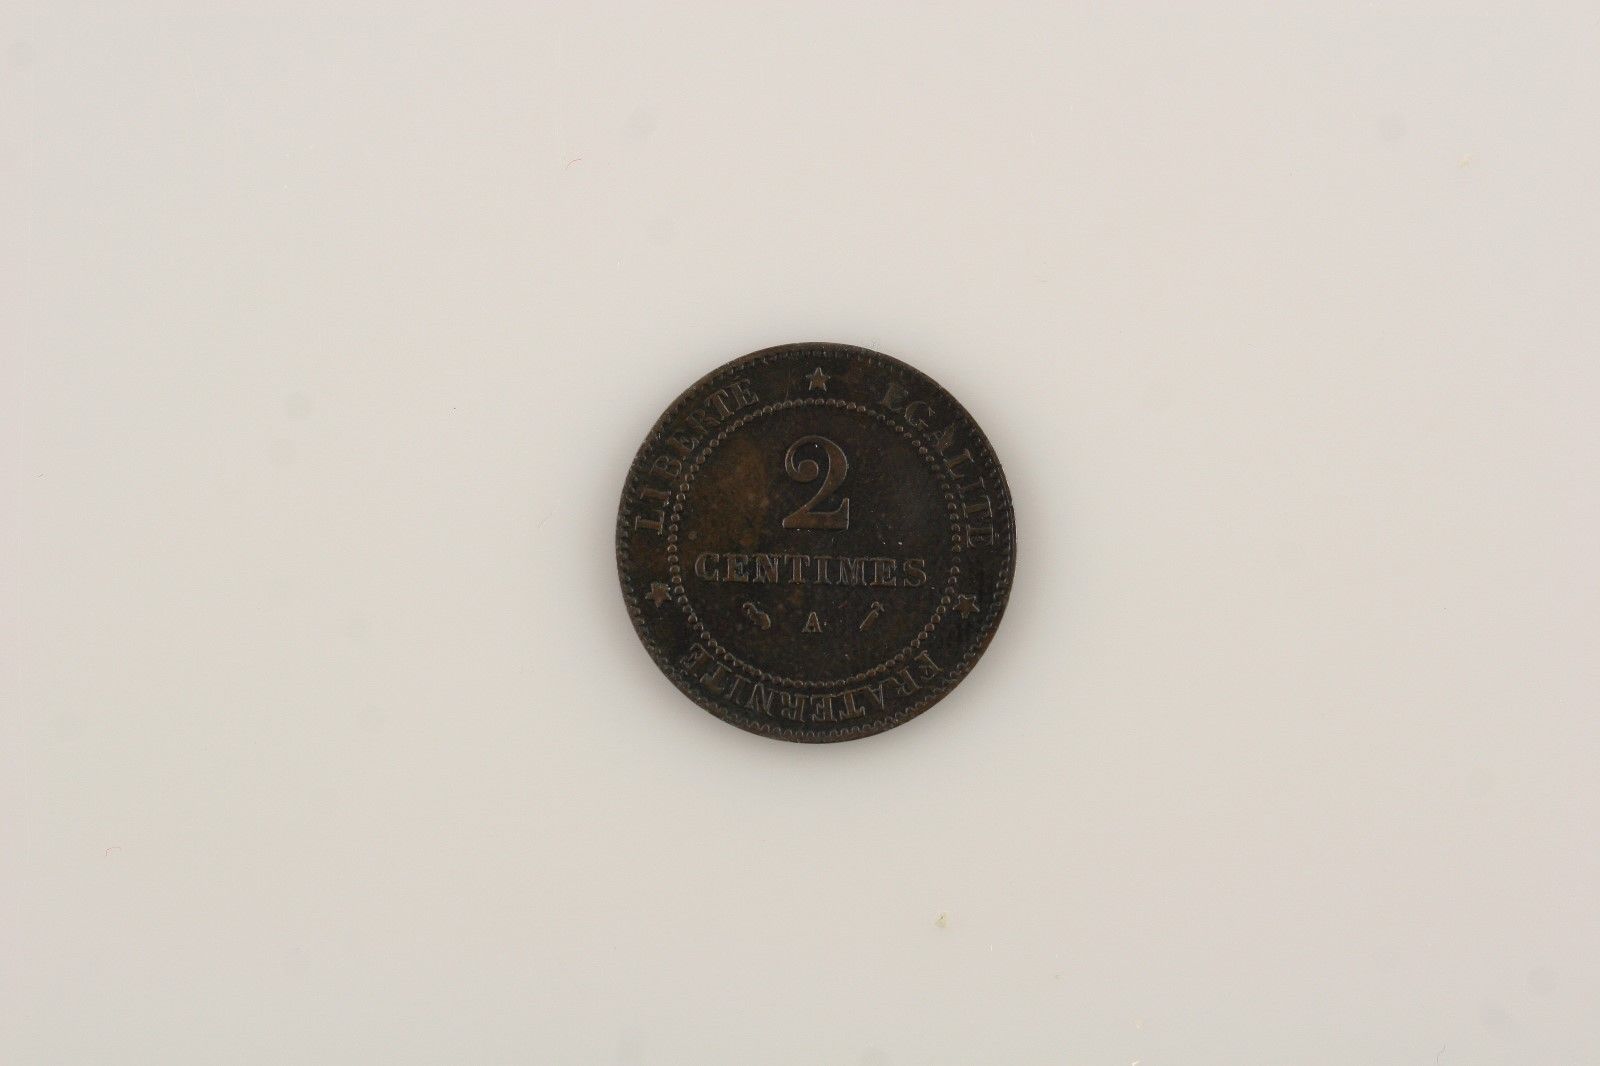 LIBERTE ★ EGALITE ★ FRATERNITE ★
2
CENTIMES
A